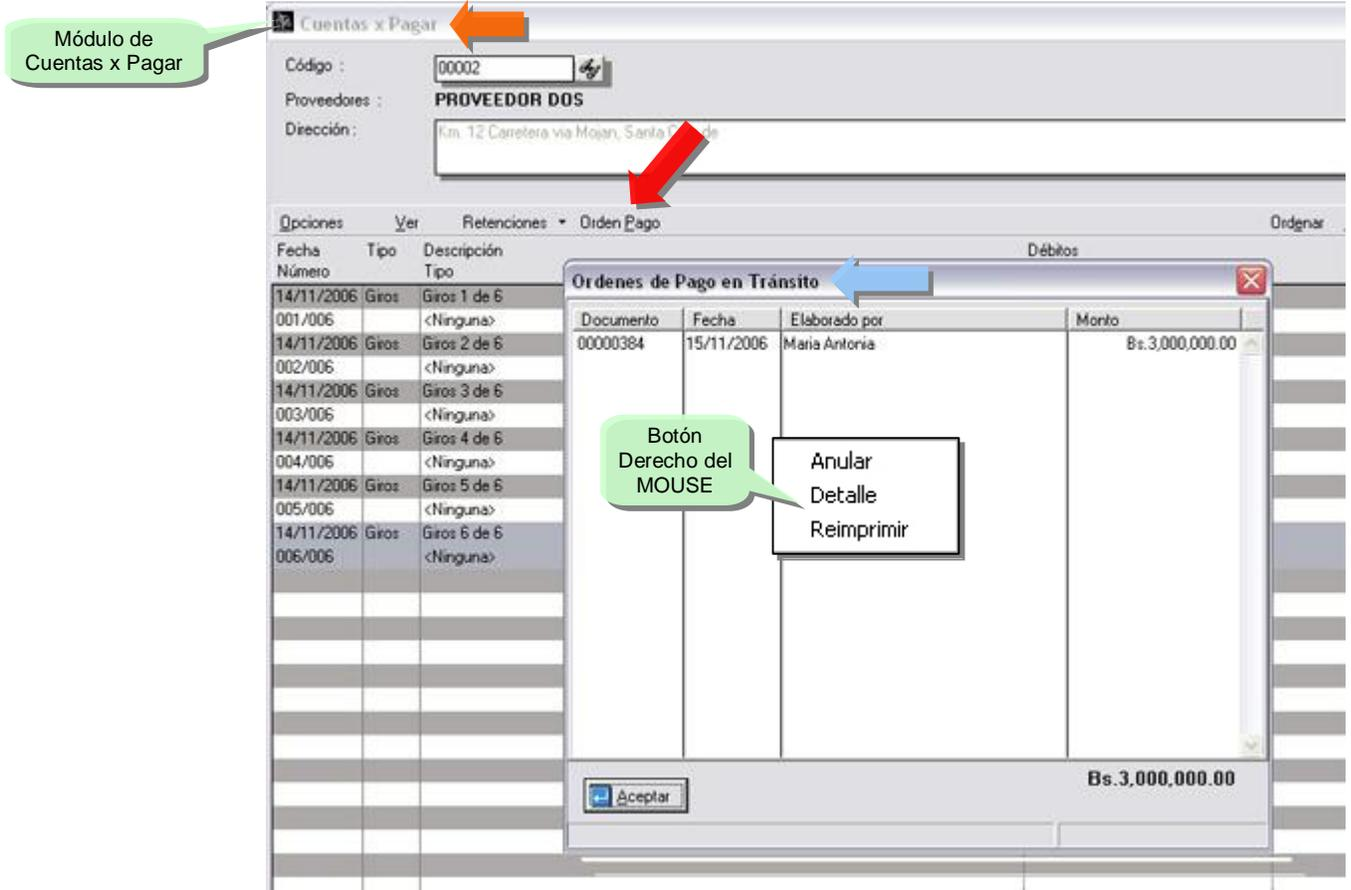 Módulo de
Cuentas x Pagar
Cuentas x Pagar
Código :
00002
Proveedores :
PROVEEDOR DOS
Dirección :
Km. 12 Carretera via Mojan, Santa
de
Opciones Ver Retenciones Orden Pago Ordenar
Fecha Tipo Descripción Débitos
Número Tipo
14/11/2006 Giros Giros 1 de 6
001/006 <Ninguna>
14/11/2006 Giros Giros 2 de 6
002/006 <Ninguna>
14/11/2006 Giros Giros 3 de 6
003/006 <Ninguna>
14/11/2006 Giros Giros 4 de 6
004/006 <Ninguna>
14/11/2006 Giros Giros 5 de 6
005/006 <Ninguna>
14/11/2006 Giros Giros 6 de 6
006/006 <Ninguna>
Ordenes de Pago en Tránsito
Documento Fecha Elaborado por Monto
00000384 15/11/2006 Maria Antonia Bs.3,000,000.00
Botón
Derecho del
MOUSE
Anular
Detalle
Reimprimir
Bs.3,000,000.00
Aceptar